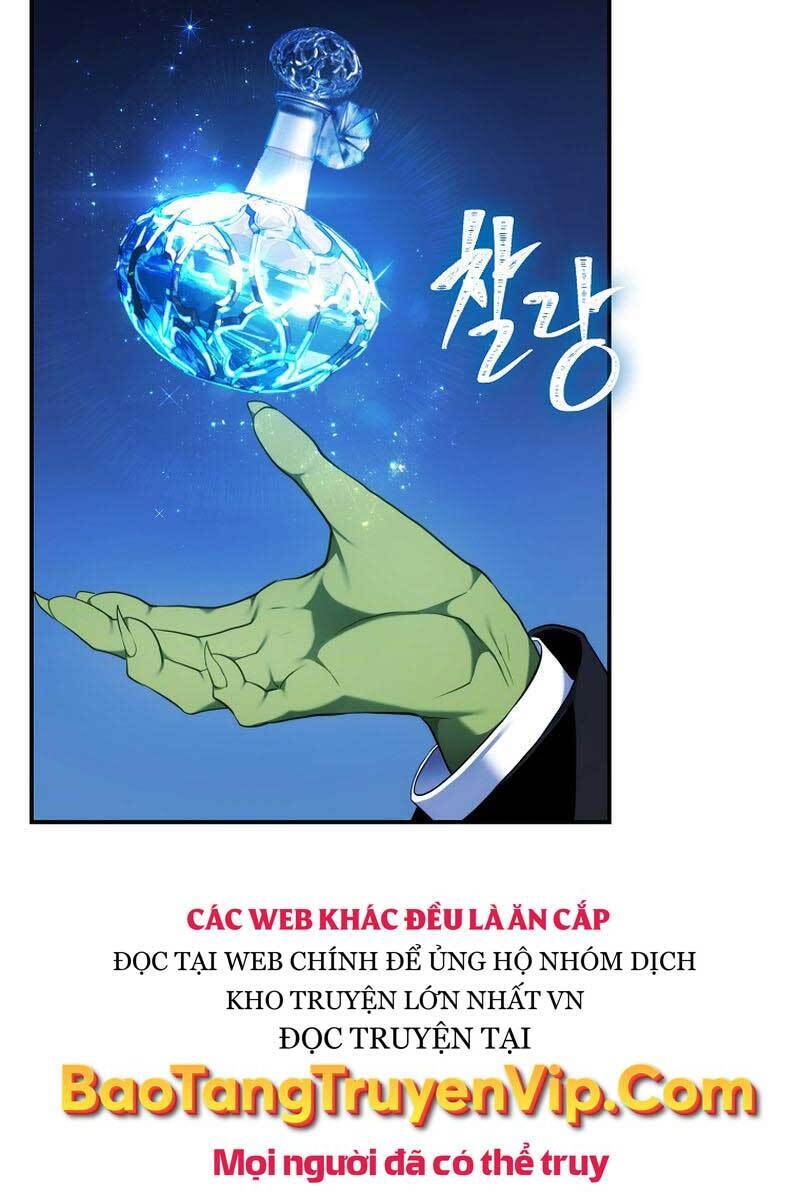 찰랑
CÁC WEB KHÁC ĐỀU LÀ ĂN CẮP
ĐỌC TẠI WEB CHÍNH ĐỂ ỦNG HỘ NHÓM DỊCH
KHO TRUYỆN LỚN NHẤT VN
ĐỌC TRUYỆN TẠI
BaoTangTruyenVip.Com
Mọi người đã có thể truy